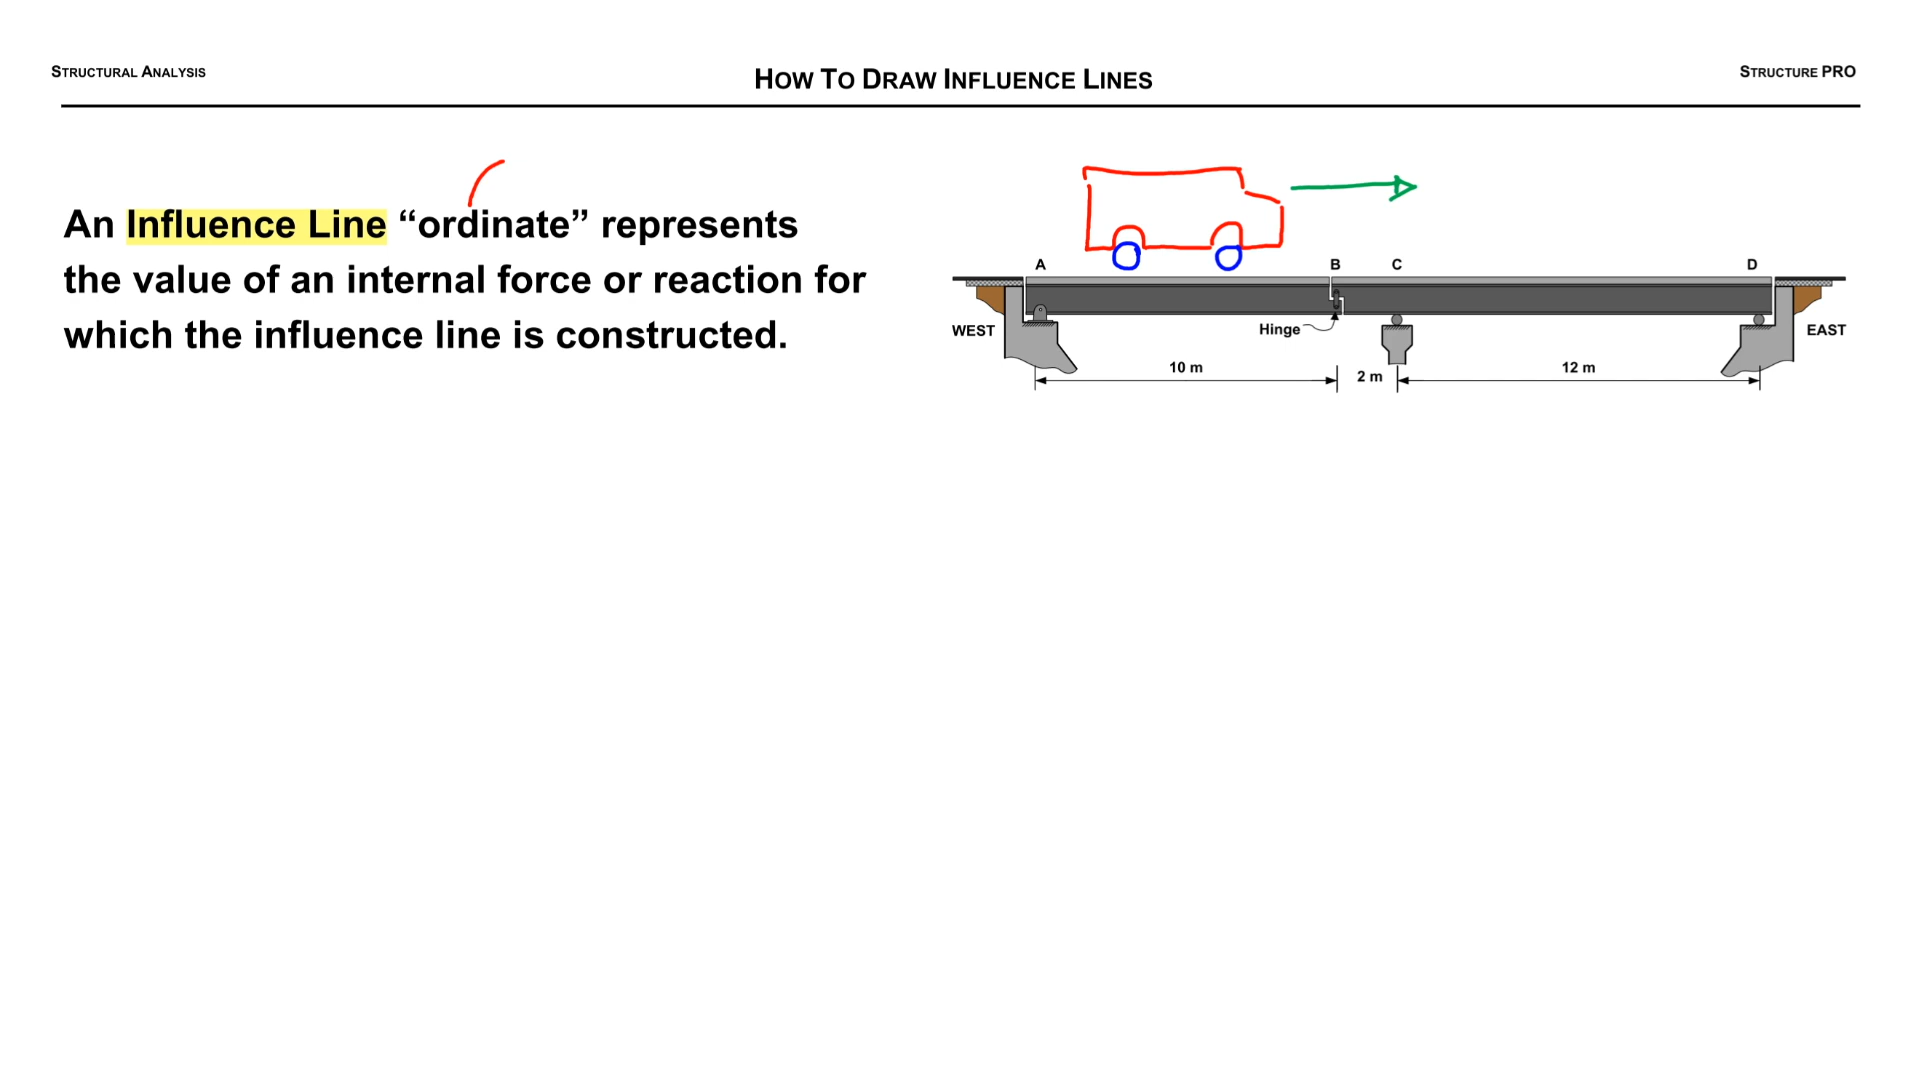 STRUCTURAL ANALYSIS
HOW TO DRAW INFLUENCE LINES
STRUCTURE PRO
An Influence Line “ordinate” represents
the value of an internal force or reaction for
which the influence line is constructed.
A
B
C
D
WEST
Hinge
EAST
10 m
2 m
12 m